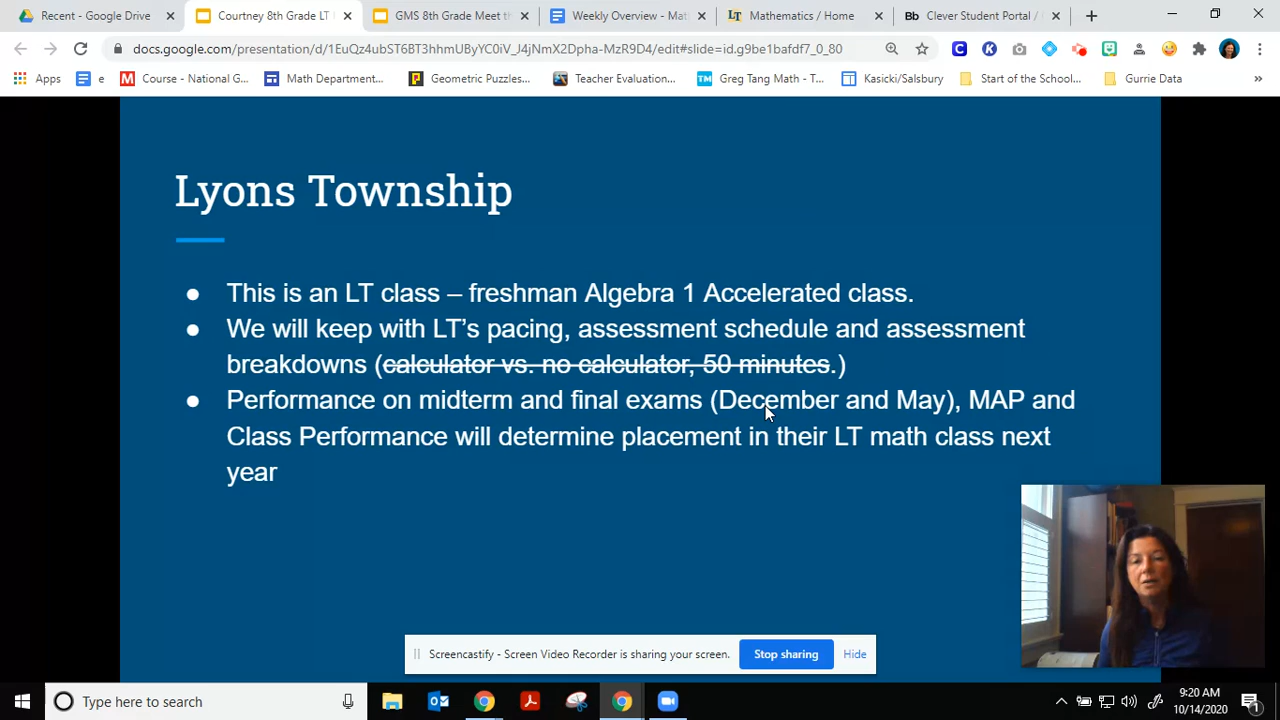 Recent - Google Drive
Courtney 8th Grade LT
GMS 8th Grade Meet th
Weekly Overview - Mat
Mathematics / Home
Clever Student Portal /
docs.google.com/presentation/d/1EuQz4ubST6BT3hhmUByYC0iV_J4jNmX2Dpha-MzR9D4/edit#slide=id.g9be1bafdf7_0_80
Apps
e
Course - National G...
Math Department...
Geometric Puzzles...
Teacher Evaluation...
Greg Tang Math - T...
Kasicki/Salsbury
Start of the School...
Gurrie Data
Lyons Township
● This is an LT class – freshman Algebra 1 Accelerated class.
● We will keep with LT’s pacing, assessment schedule and assessment
breakdowns (calculator vs. no calculator, 50 minutes.)
● Performance on midterm and final exams (December and May), MAP and
Class Performance will determine placement in their LT math class next
year
Screencastify - Screen Video Recorder is sharing your screen.
Stop sharing
Hide
Type here to search
9:20 AM
10/14/2020